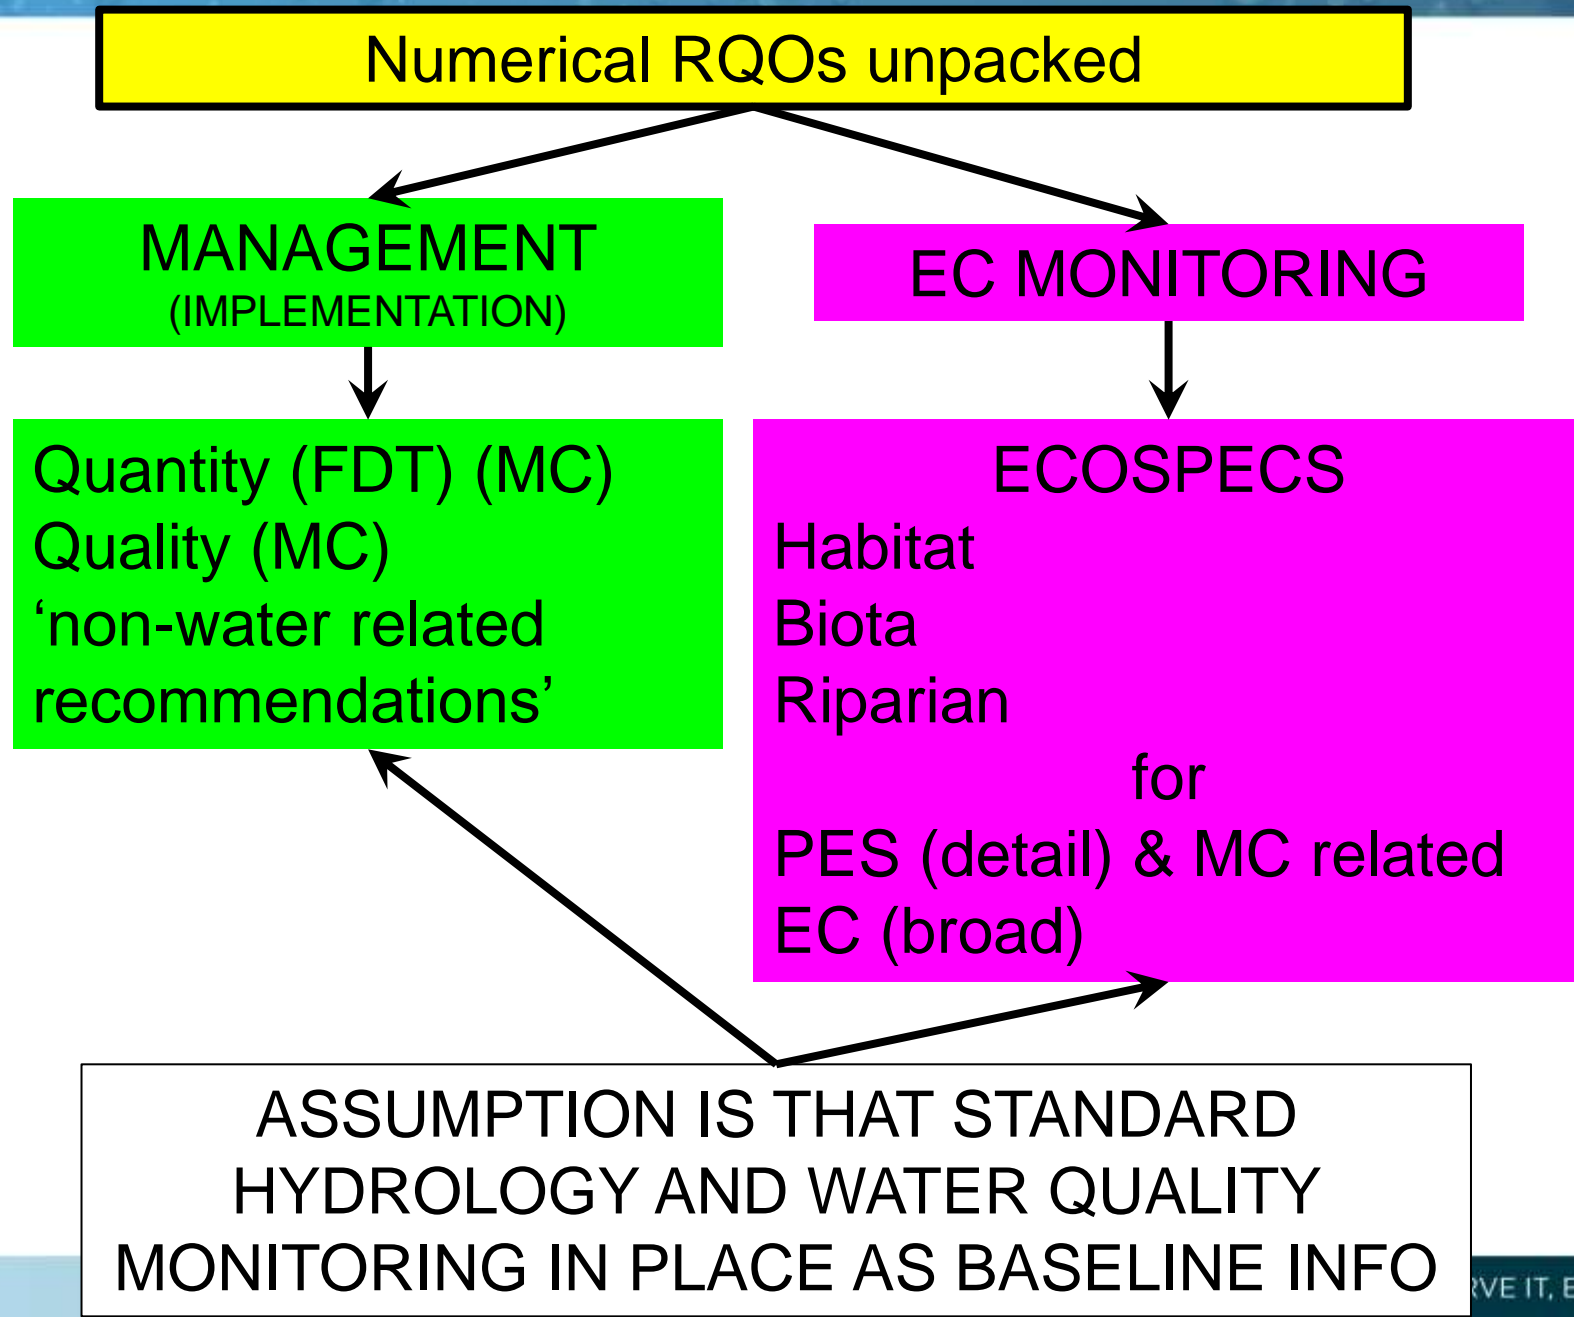 Numerical RQOs unpacked
MANAGEMENT
(IMPLEMENTATION)
EC MONITORING
Quantity (FDT) (MC)
Quality (MC)
‘non-water related
recommendations’
ECOSPECS
Habitat
Biota
Riparian
for
PES (detail) & MC related
EC (broad)
ASSUMPTION IS THAT STANDARD
HYDROLOGY AND WATER QUALITY
MONITORING IN PLACE AS BASELINE INFO
IT,